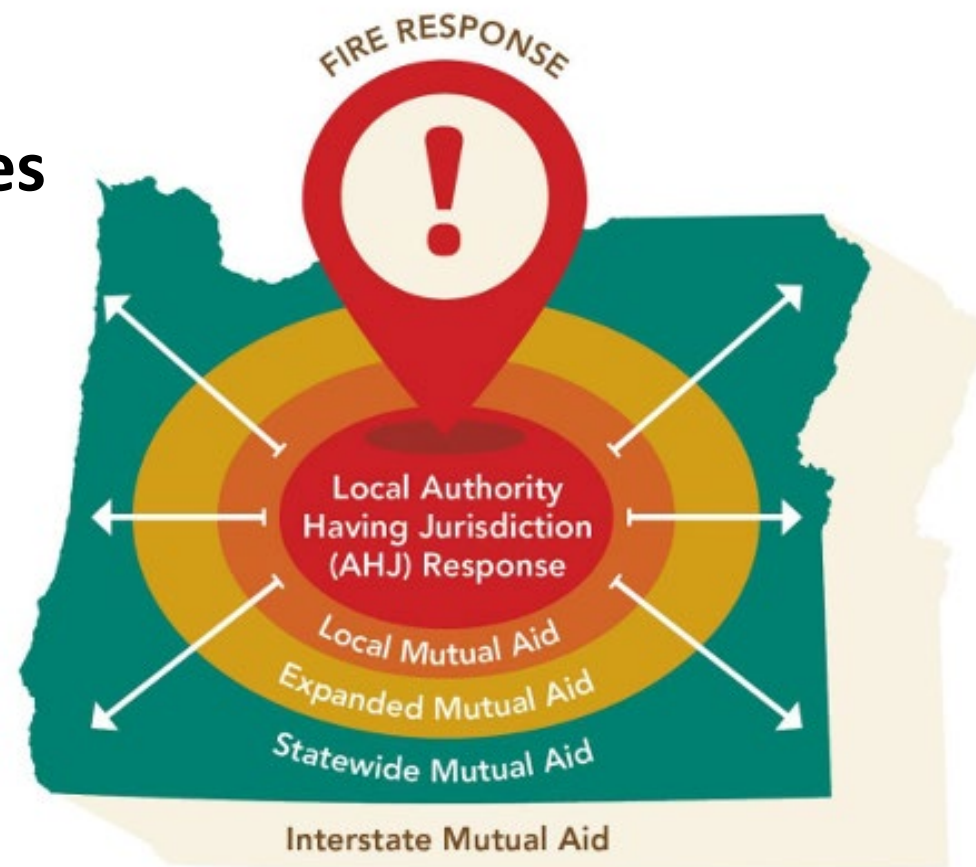 FIRE RESPONSE
es
!
Local Authority
Having Jurisdiction
(AHJ) Response
Local Mutual Aid
Expanded Mutual Aid
Statewide Mutual Aid
Interstate Mutual Aid